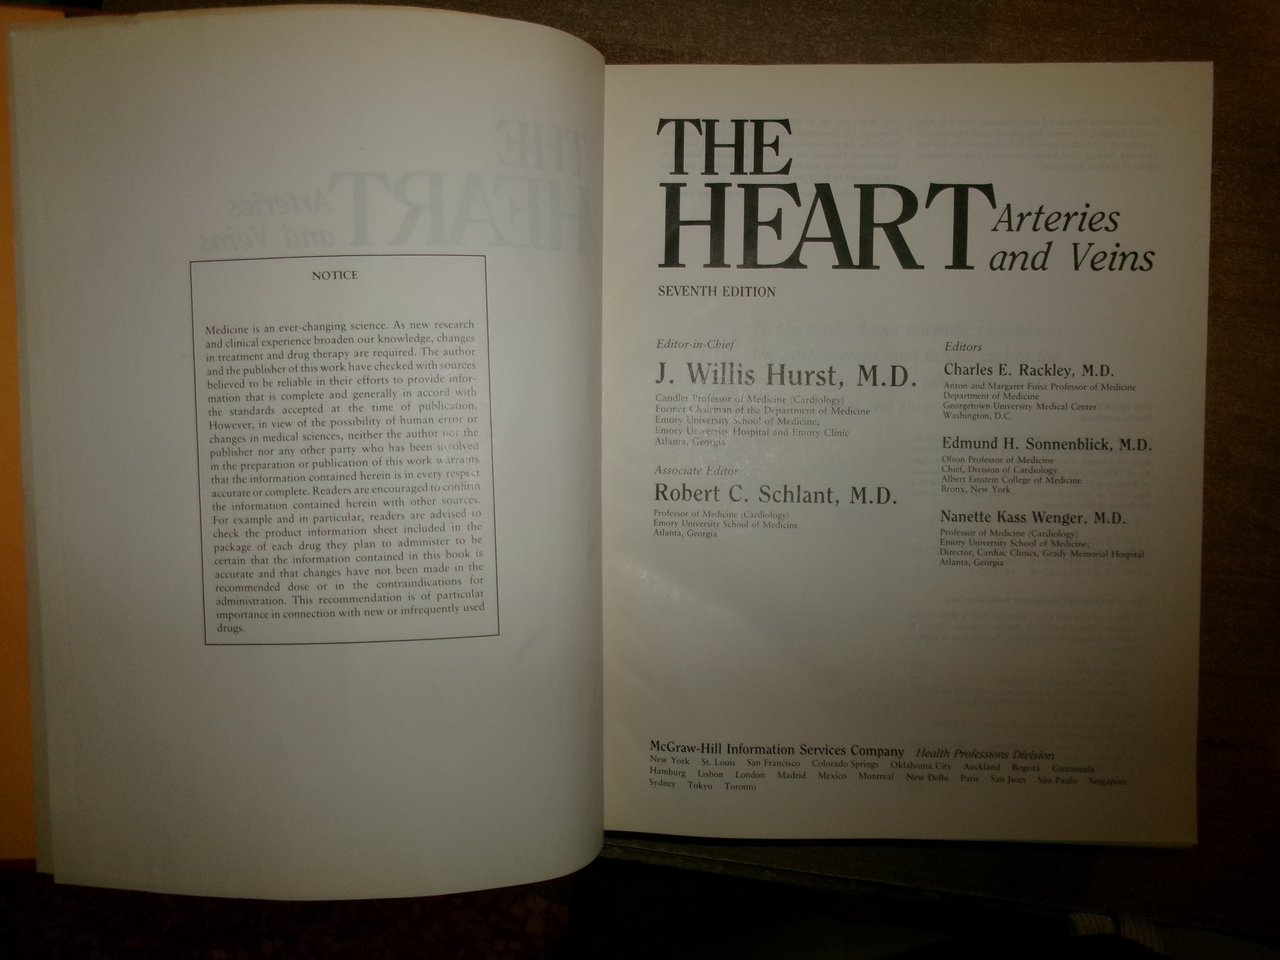 NOTICE
Medicine is an ever-changing science. As new research
and clinical experience broaden our knowledge, changes
in treatment and drug therapy are required. The author
and the publisher of this work have checked with sources
believed to be reliable in their efforts to provide infor-
mation that is complete and generally in accord with
the standards accepted at the time of publication.
However, in view of the possibility of human error or
changes in medical sciences, neither the author nor the
publisher nor any other party who has been involved
in the preparation or publication of this work warrants
that the information contained herein is in every respect
accurate or complete. Readers are encouraged to confirm
the information contained herein with other sources.
For example and in particular, readers are advised to
check the product information sheet included in the
package of each drug they plan to administer to be
certain that the information contained in this book is
accurate and that changes have not been made in the
recommended dose or in the contraindications for
administration. This recommendation is of particular
importance in connection with new or infrequently used
drugs.
THE
HEART Arteries
and Veins
SEVENTH EDITION
Editor-in-Chief
J. Willis Hurst, M.D.
Candler Professor of Medicine (Cardiology)
Former Chairman of the Department of Medicine
Emory University School of Medicine;
Emory University Hospital and Emory Clinic
Atlanta, Georgia
Associate Editor
Robert C. Schlant, M.D.
Professor of Medicine (Cardiology)
Emory University School of Medicine
Atlanta, Georgia
Editors
Charles E. Rackley, M.D.
Anton and Margaret Fuisz Professor of Medicine
Department of Medicine
Georgetown University Medical Center
Washington, D.C.
Edmund H. Sonnenblick, M.D.
Olson Professor of Medicine
Chief, Division of Cardiology
Albert Einstein College of Medicine
Bronx, New York
Nanette Kass Wenger, M.D.
Professor of Medicine (Cardiology)
Emory University School of Medicine;
Director, Cardiac Clinics, Grady Memorial Hospital
Atlanta, Georgia
McGraw-Hill Information Services Company Health Professions Division
New York St. Louis San Francisco Colorado Springs Oklahoma City Auckland Bogotá Guatemala
Hamburg Lisbon London Madrid Mexico Montreal New Delhi Paris San Juan São Paulo Singapore
Sydney Tokyo Toronto